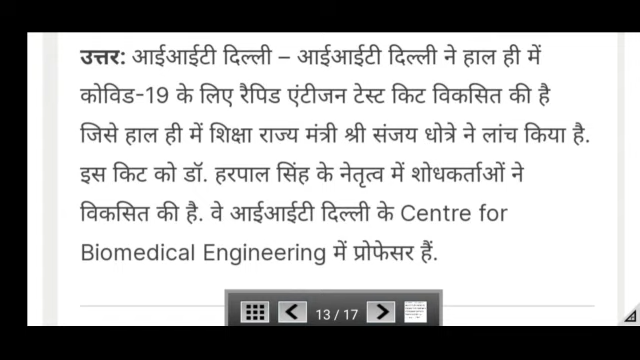 उत्तर: आईआईटी दिल्ली – आईआईटी दिल्ली ने हाल ही में
कोविड-19 के लिए रैपिड एंटीजन टेस्ट किट विकसित की है
जिसे हाल ही में शिक्षा राज्य मंत्री श्री संजय धोत्रे ने लांच किया है.
इस किट को डॉ. हरपाल सिंह के नेतृत्व में शोधकर्ताओं ने
विकसित की है. वे आईआईटी दिल्ली के Centre for
Biomedical Engineering में प्रोफेसर हैं.
13 / 17